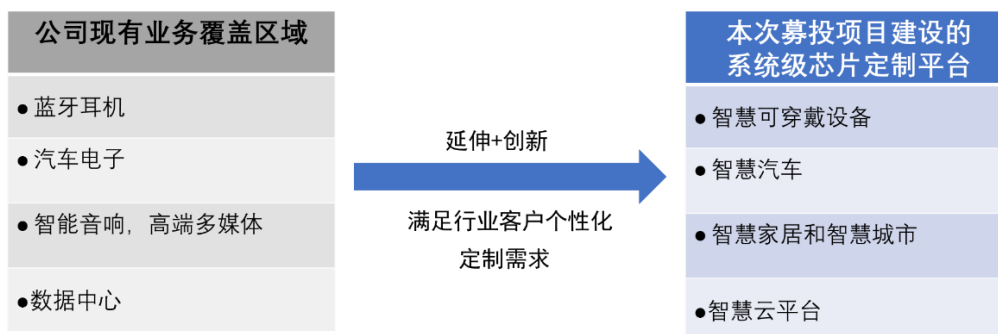 公司现有业务覆盖区域
● 蓝牙耳机
● 汽车电子
● 智能音响，高端多媒体
●数据中心
延伸+创新
满足行业客户个性化
定制需求
本次募投项目建设的
系统级芯片定制平台
● 智慧可穿戴设备
● 智慧汽车
● 智慧家居和智慧城市
●智慧云平台